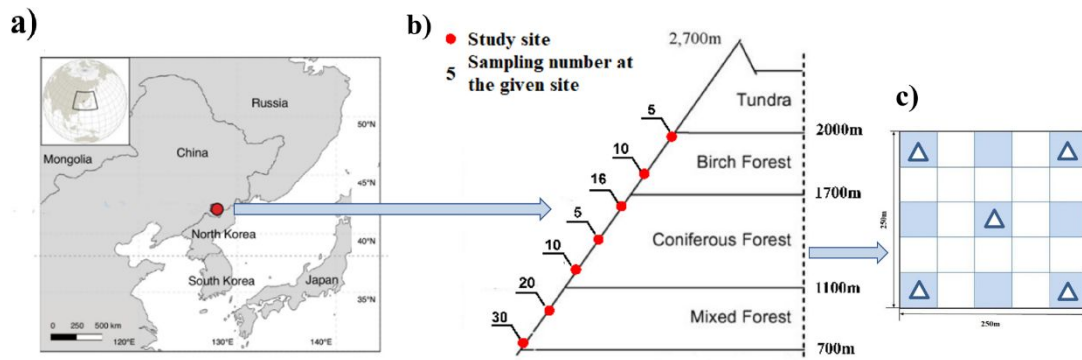 a)
Russia
50°N
Mongolia
China
45°N
North Korea
40°N
South Korea
Japan
35°N
0 250 500 km
120°E
130°E
140°E
b)
Study site
5 Sampling number at
the given site
2,700m
Tundra
5
2000m
10
Birch Forest
16
1700m
5
Coniferous Forest
10
1100m
20
Mixed Forest
30
700m
c)
250m
250m